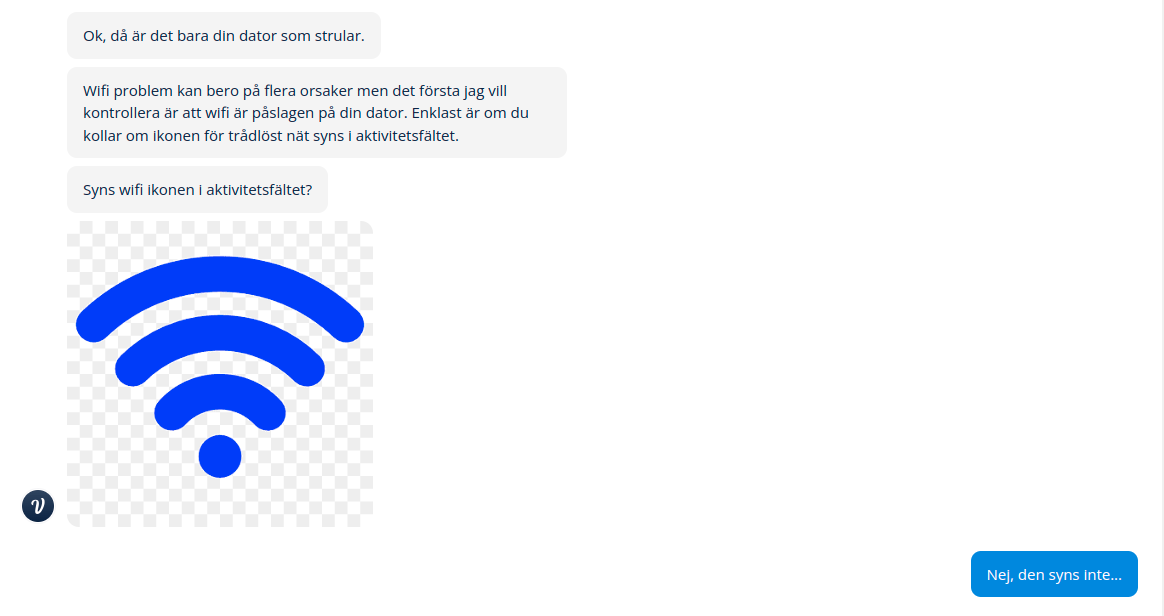 Ok, då är det bara din dator som strular.
Wifi problem kan bero på flera orsaker men det första jag vill
kontrollera är att wifi är påslagen på din dator. Enklast är om du
kollar om ikonen för trådlöst nät syns i aktivitetsfältet.
Syns wifi ikonen i aktivitetsfältet?
V
Nej, den syns inte...